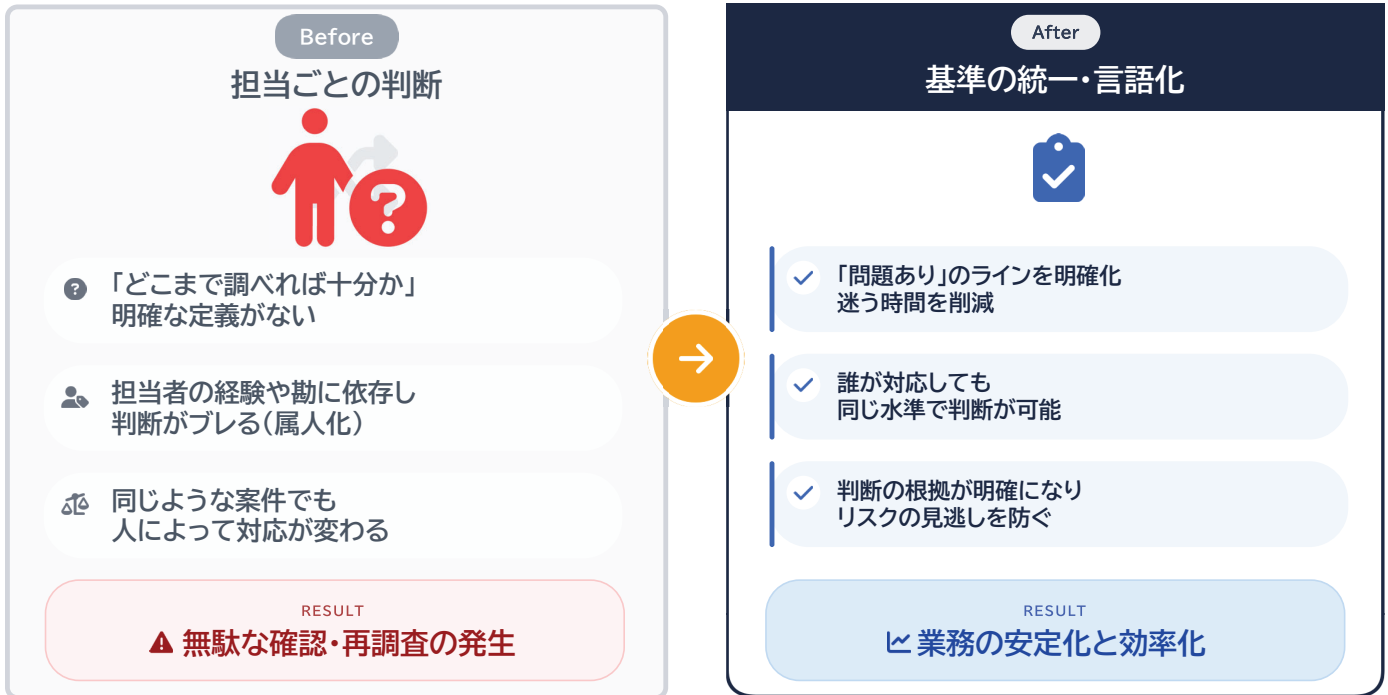 Before
担当ごとの判断
?
?
「どこまで調べれば十分か」
明確な定義がない
担当者の経験や勘に依存し
判断がブレる(属人化)
同じような案件でも
人によって対応が変わる
RESULT
無駄な確認・再調査の発生
After
基準の統一・言語化
「問題あり」のラインを明確化
迷う時間を削減
誰が対応しても
同じ水準で判断が可能
判断の根拠が明確になり
リスクの見逃しを防ぐ
RESULT
業務の安定化と効率化